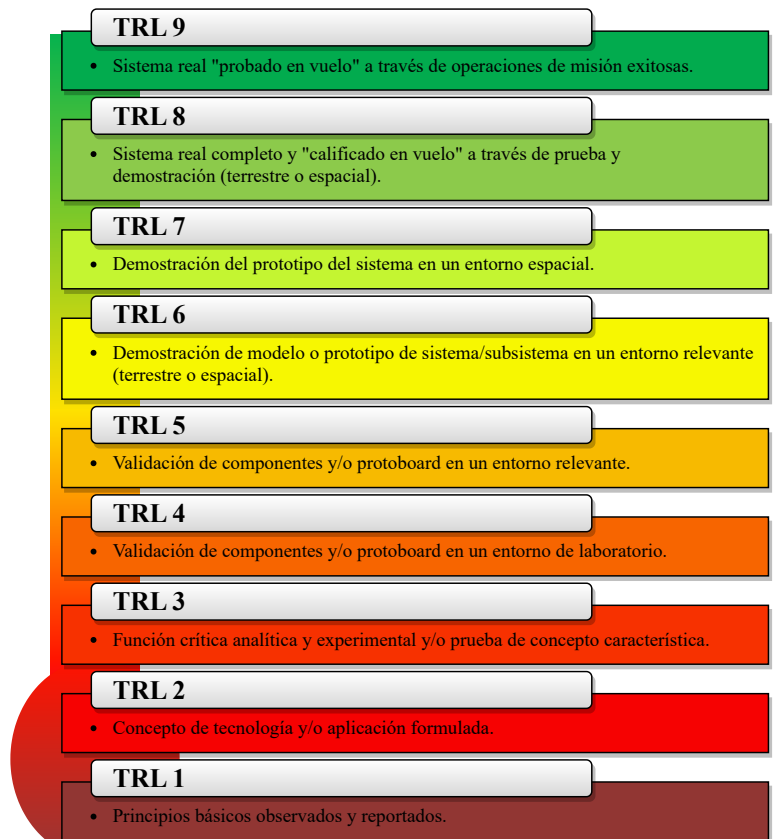 TRL 9
• Sistema real "probado en vuelo" a través de operaciones de misión exitosas.
TRL 8
• Sistema real completo y "calificado en vuelo" a través de prueba y
demostración (terrestre o espacial).
TRL 7
• Demostración del prototipo del sistema en un entorno espacial.
TRL 6
• Demostración de modelo o prototipo de sistema/subsistema en un entorno relevante
(terrestre o espacial).
TRL 5
• Validación de componentes y/o protoboard en un entorno relevante.
TRL 4
• Validación de componentes y/o protoboard en un entorno de laboratorio.
TRL 3
• Función crítica analítica y experimental y/o prueba de concepto característica.
TRL 2
• Concepto de tecnología y/o aplicación formulada.
TRL 1
• Principios básicos observados y reportados.